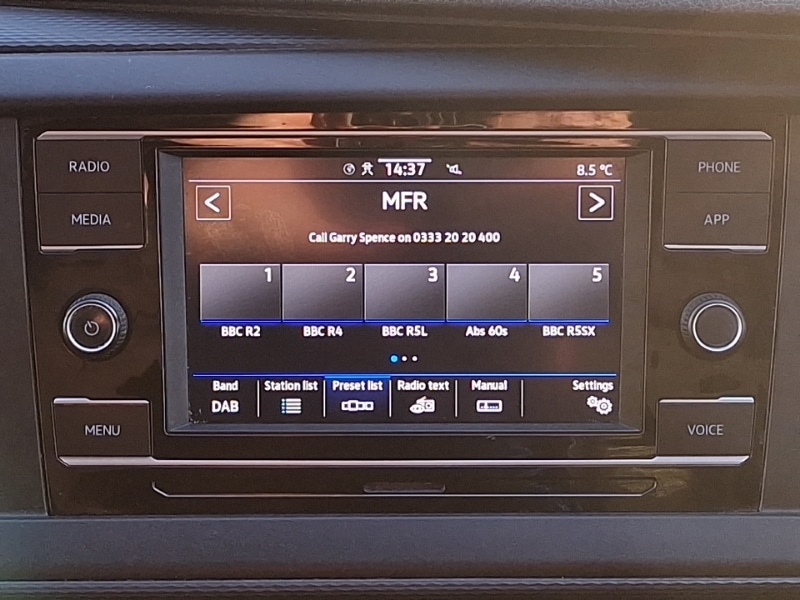 RADIO
MEDIA
MENU
14:37
8.5 °C
<
MFR
>
Call Garry Spence on 0333 20 20 400
1 2 3 4 5
BBC R2 BBC R4 BBC R5L Abs 60s BBC R5SX
Band Station list Preset list Radio text Manual Settings
DAB
PHONE
APP
VOICE